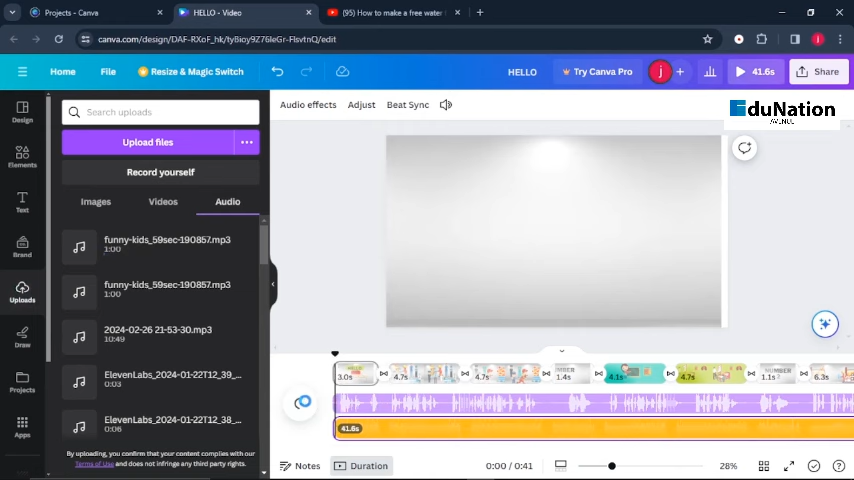 Projects - Canva
HELLO - Video
(95) How to make a free water
canva.com/design/DAF-RXoF_hk/ty8ioy9Z76IeGr-FlsvtnQ/edit
j
Home
File
Resize & Magic Switch
HELLO
Try Canva Pro
j
41.6s
Share
Design
Elements
Text
Brand
Uploads
Draw
Projects
Apps
Search uploads
Upload files
Record yourself
Images
Videos
Audio
funny-kids_59sec-190857.mp3
1:00
funny-kids_59sec-190857.mp3
1:00
2024-02-26 21-53-30.mp3
10:49
ElevenLabs_2024-01-22T12_39_...
0:03
ElevenLabs_2024-01-22T12_38_...
0:06
By uploading, you confirm that your content complies with our
Terms of Use and does not infringe any third party rights.
Audio effects
Adjust
Beat Sync
EduNation
AVENUE
3.0s
4.7s
4.7s
1.4s
4.1s
4.7s
1.1s
6.3s
41.6s
Notes
Duration
0:00 / 0:41
28%